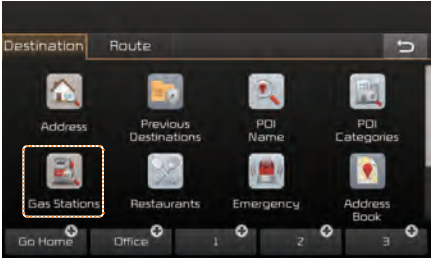 Destination Route
Address Previous Destinations POI Name POI Categories
Gas Stations Restaurants Emergency Address Book
Go Home Office 1 2 3